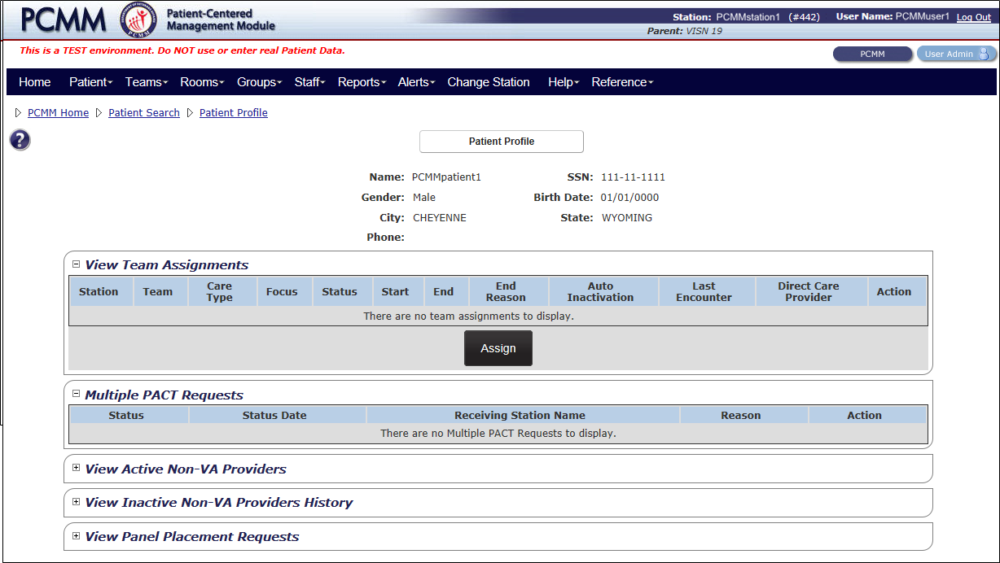 PCMM Patient-Centered Station: PCMMstation1 (#442) User Name: PCMMuser1 Log Out
Management Module
Parent: VISN 19
This is a TEST environment. Do NOT use or enter real Patient Data.
PCMM User Admin
Home Patient Teams Rooms Groups Staff Reports Alerts Change Station Help Reference
PCMM Home Patient Search Patient Profile
?
Patient Profile
Name: PCMMpatient1 SSN: 111-11-1111
Gender: Male Birth Date: 01/01/0000
City: CHEYENNE State: WYOMING
Phone:
View Team Assignments
Station Team Care Type Focus Status Start End End Reason Auto Inactivation Last Encounter Direct Care Provider Action
There are no team assignments to display.
Assign
Multiple PACT Requests
Status Status Date Receiving Station Name Reason Action
There are no Multiple PACT Requests to display.
View Active Non-VA Providers
View Inactive Non-VA Providers History
View Panel Placement Requests